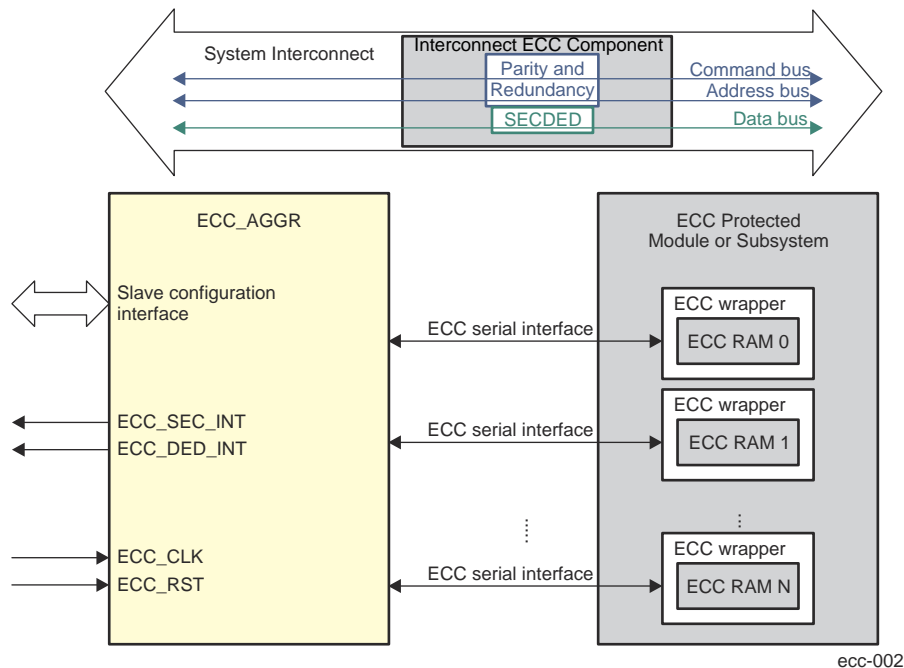 System Interconnect
Interconnect ECC Component
Parity and
Redundancy
SECDED
Command bus
Address bus
Data bus
ECC_AGGR
Slave configuration
interface
ECC_SEC_INT
ECC_DED_INT
ECC_CLK
ECC_RST
ECC serial interface
ECC serial interface
ECC serial interface
ECC Protected
Module or Subsystem
ECC wrapper
ECC RAM 0
ECC wrapper
ECC RAM 1
ECC wrapper
ECC RAM N
ecc-002